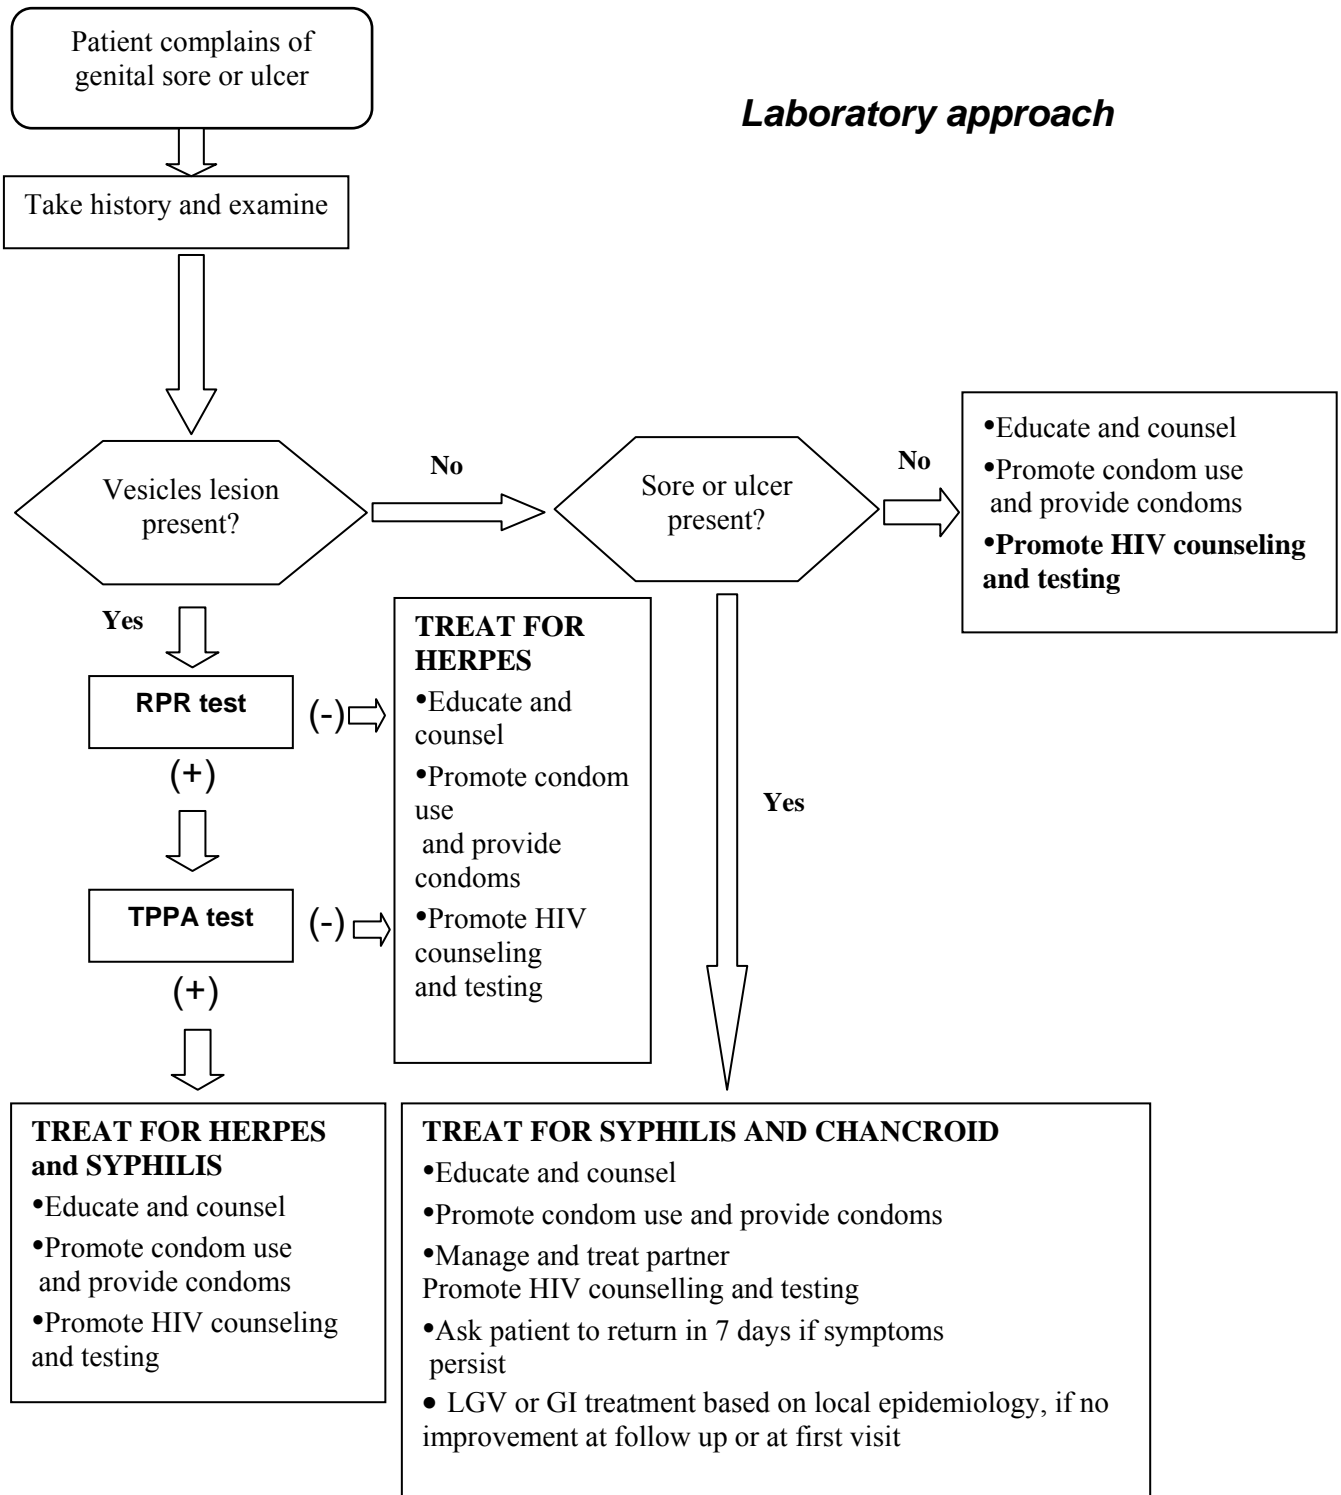 Patient complains of
genital sore or ulcer
Laboratory approach
Take history and examine
Vesicles lesion
present?
No
Sore or ulcer
present?
No
•Educate and counsel
•Promote condom use
and provide condoms
•Promote HIV counseling
and testing
Yes
RPR test
(-)
(+)
TPPA test
(-)
(+)
TREAT FOR
HERPES
•Educate and
counsel
•Promote condom
use
and provide
condoms
•Promote HIV
counseling
and testing
Yes
TREAT FOR HERPES
and SYPHILIS
•Educate and counsel
•Promote condom use
and provide condoms
•Promote HIV counseling
and testing
TREAT FOR SYPHILIS AND CHANCROID
•Educate and counsel
•Promote condom use and provide condoms
•Manage and treat partner
Promote HIV counselling and testing
•Ask patient to return in 7 days if symptoms
persist
• LGV or GI treatment based on local epidemiology, if no
improvement at follow up or at first visit